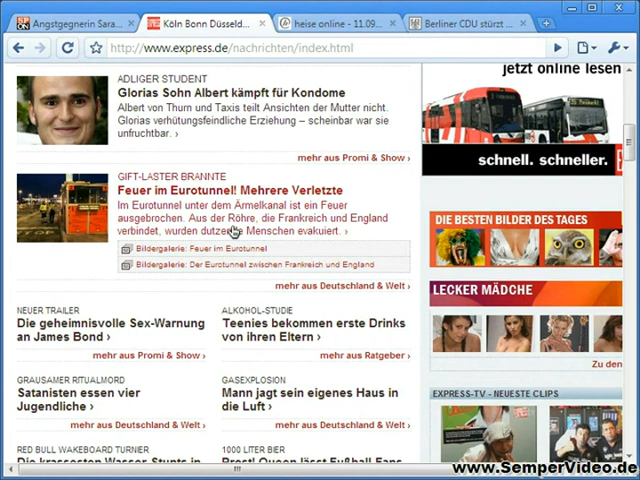 Angstgegnerin Sara...
Köln Bonn Düsseld...
heise online - 11.09...
Berliner CDU stürzt
http://www.express.de/nachrichten/index.html
ADLIGER STUDENT
Glorias Sohn Albert kämpft für Kondome
Albert von Thurn und Taxis teilt Ansichten der Mutter nicht.
Glorias verhütungsfeindliche Erziehung – scheinbar war sie
unfruchtbar. ›
mehr aus Promi & Show ›
GIFT-LASTER BRANNTE
Feuer im Eurotunnel! Mehrere Verletzte
Im Eurotunnel unter dem Ärmelkanal ist ein Feuer
ausgebrochen. Aus der Röhre, die Frankreich und England
verbindet, wurden dutzende Menschen evakuiert. ›
Bildergalerie: Feuer im Eurotunnel
Bildergalerie: Der Eurotunnel zwischen Frankreich und England
mehr aus Deutschland & Welt ›
NEUER TRAILER
Die geheimnisvolle Sex-Warnung
an James Bond ›
mehr aus Promi & Show ›
ALKOHOL-STUDIE
Teenies bekommen erste Drinks
von ihren Eltern ›
mehr aus Ratgeber ›
GRAUSAMER RITUALMORD
Satanisten essen vier
Jugendliche ›
mehr aus Deutschland & Welt ›
GASEXPLOSION
Mann jagt sein eigenes Haus in
die Luft ›
mehr aus Deutschland & Welt ›
RED BULL WAKEBOARD TURNIER
Die krassesten Wasser-Stunts in
1000 LITER BIER
Prost! Queen lässt Fußball-Fans
jetzt online lesen
schnell. schneller.
DIE BESTEN BILDER DES TAGES
LECKER MÄDCHE
Zu den
EXPRESS-TV - NEUESTE CLIPS
www.SemperVideo.de